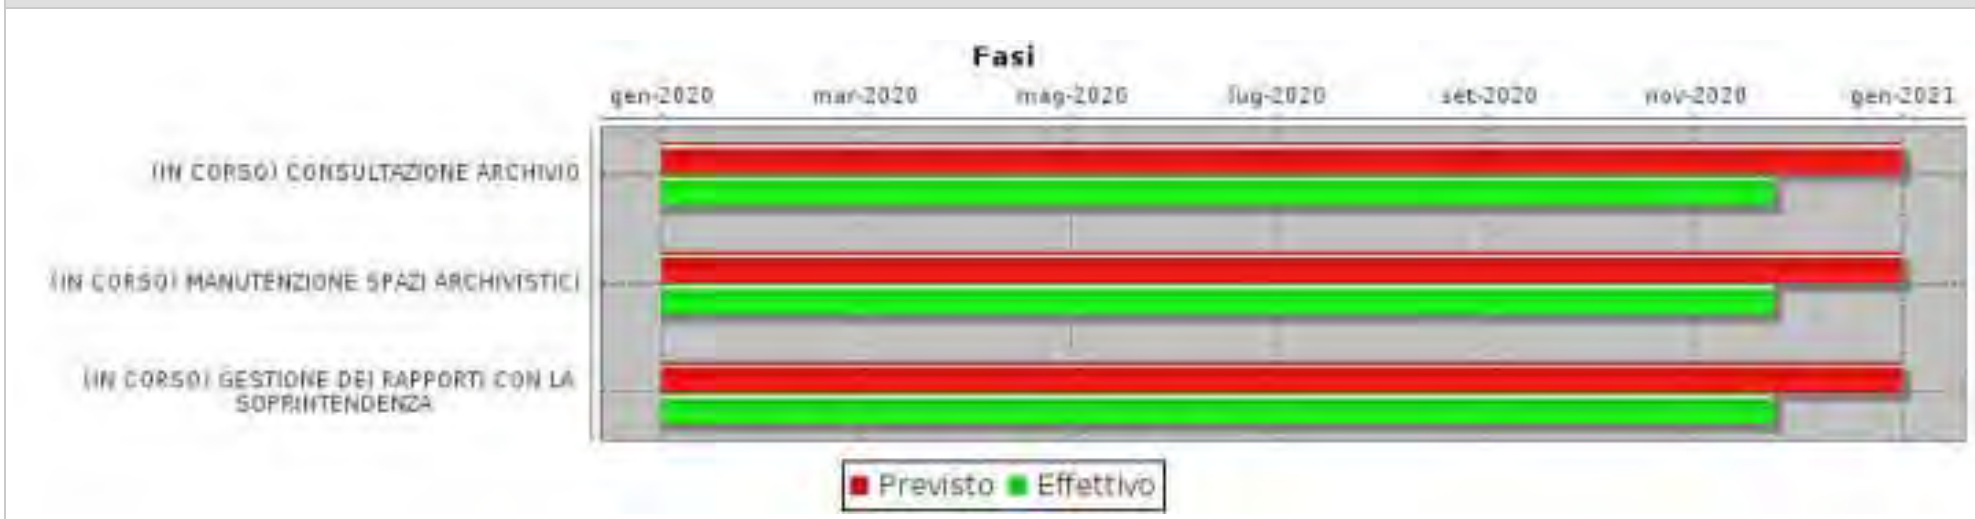 Fasi
gen-2020 mar-2020 mag-2020 lug-2020 set-2020 nov-2020 gen-2021
(IN CORSO) CONSULTAZIONE ARCHIVIO
(IN CORSO) MANUTENZIONE SPAZI ARCHIVISTICI
(IN CORSO) GESTIONE DEI RAPPORTI CON LA
SOPRINTENDENZA
Previsto Effettivo